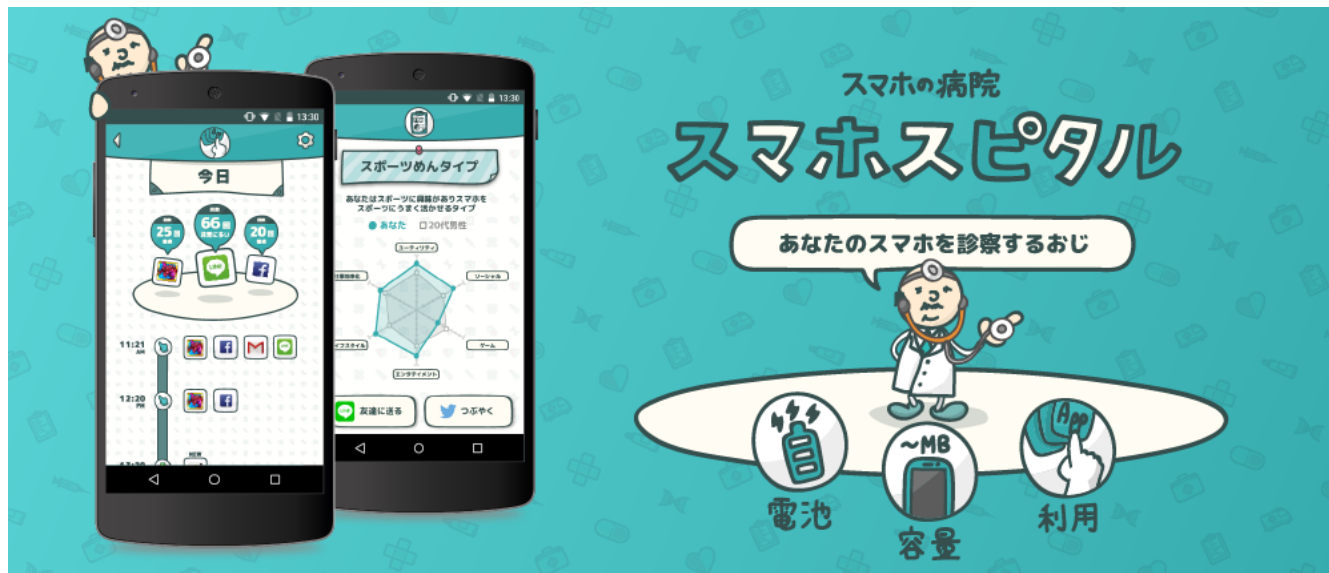 スマホの病院
スマホスピタル
あなたのスマホを診察するおじ
電池
~MB
容量
App
利用
13:30
今日
25回
66回
20回
LINE
11:21
AM
12:20
PM
NEW
13:30
スポーツめんタイプ
あなたはスポーツに興味がありスマホを
スポーツにうまく活かせるタイプ
あなた 20代男性
ユーティリティ
ソーシャル
ゲーム
エンタテイメント
友達に送る
つぶやく